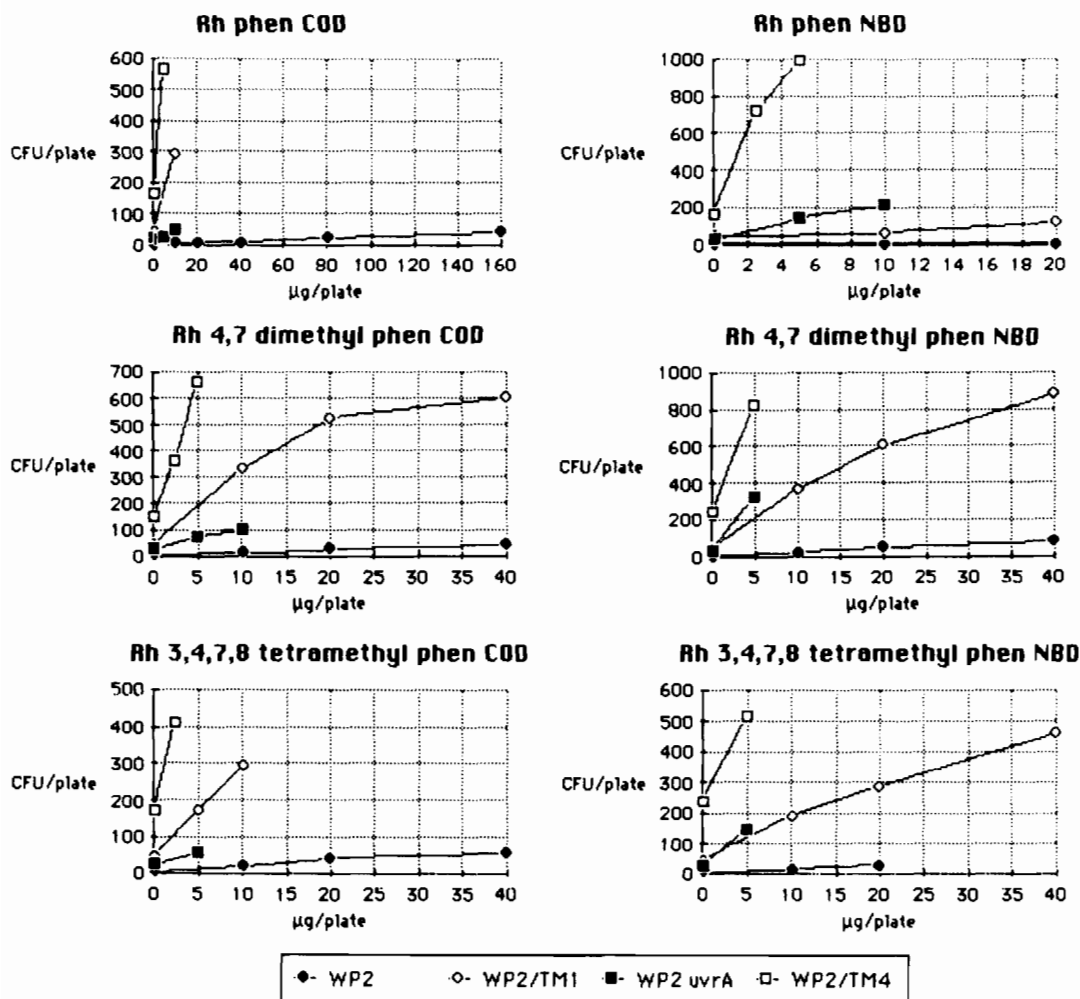 Rh phen COD
600
500
400
CFU/plate
300
200
100
0
0 20 40 60 80 100 120 140 160
µg/plate
Rh phen NBD
1000
800
600
CFU/plate
400
200
0
0 2 4 6 8 10 12 14 16 18 20
µg/plate
Rh 4,7 dimethyl phen COD
700
600
500
400
CFU/plate
300
200
100
0
0 5 10 15 20 25 30 35 40
µg/plate
Rh 4,7 dimethyl phen NBD
1000
800
600
CFU/plate
400
200
0
0 5 10 15 20 25 30 35 40
µg/plate
Rh 3,4,7,8 tetramethyl phen COD
500
400
300
CFU/plate
200
100
0
0 5 10 15 20 25 30 35 40
µg/plate
Rh 3,4,7,8 tetramethyl phen NBD
600
500
400
300
CFU/plate
200
100
0
0 5 10 15 20 25 30 35 40
µg/plate
WP2 WP2/TM1 WP2 uvrA WP2/TM4